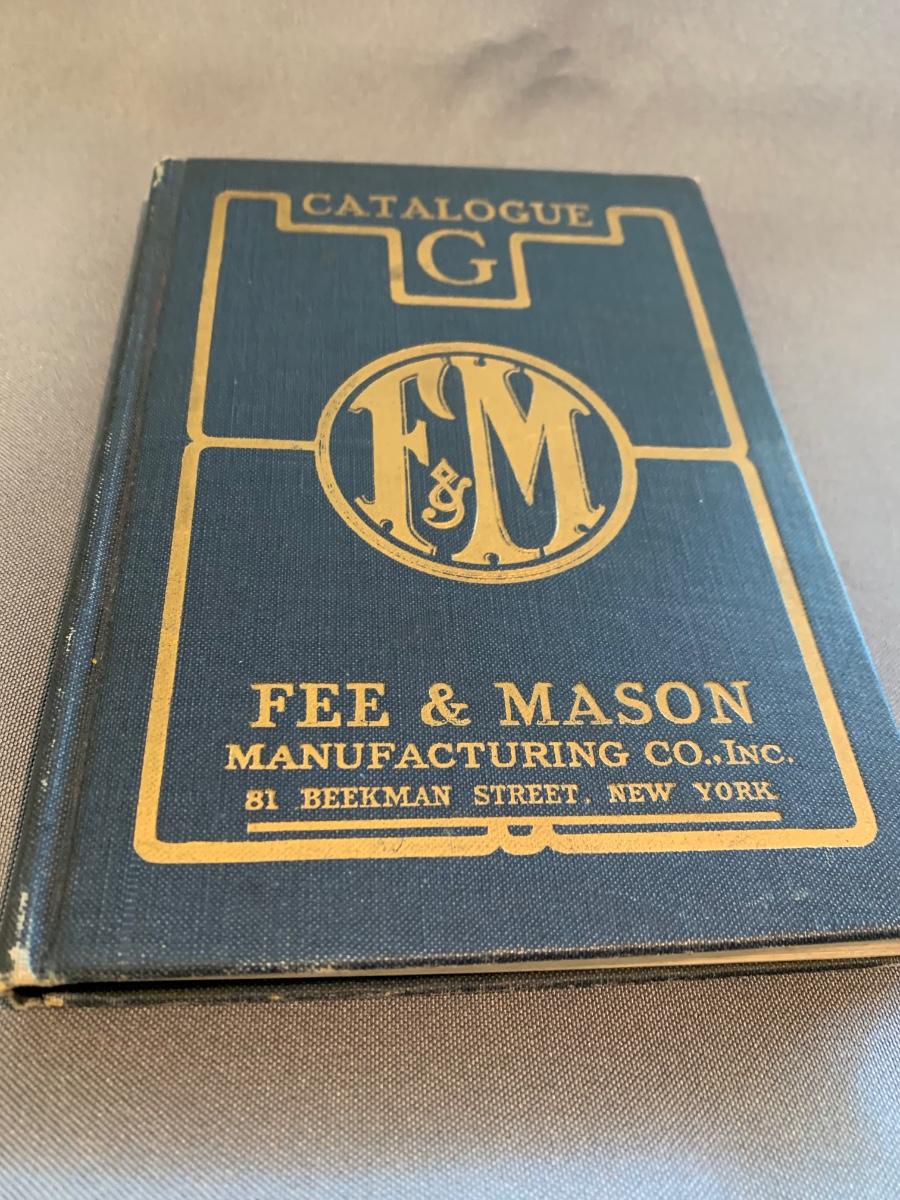 CATALOGUE
G
F&M
FEE & MASON
MANUFACTURING CO., INC.
81 BEEKMAN STREET, NEW YORK